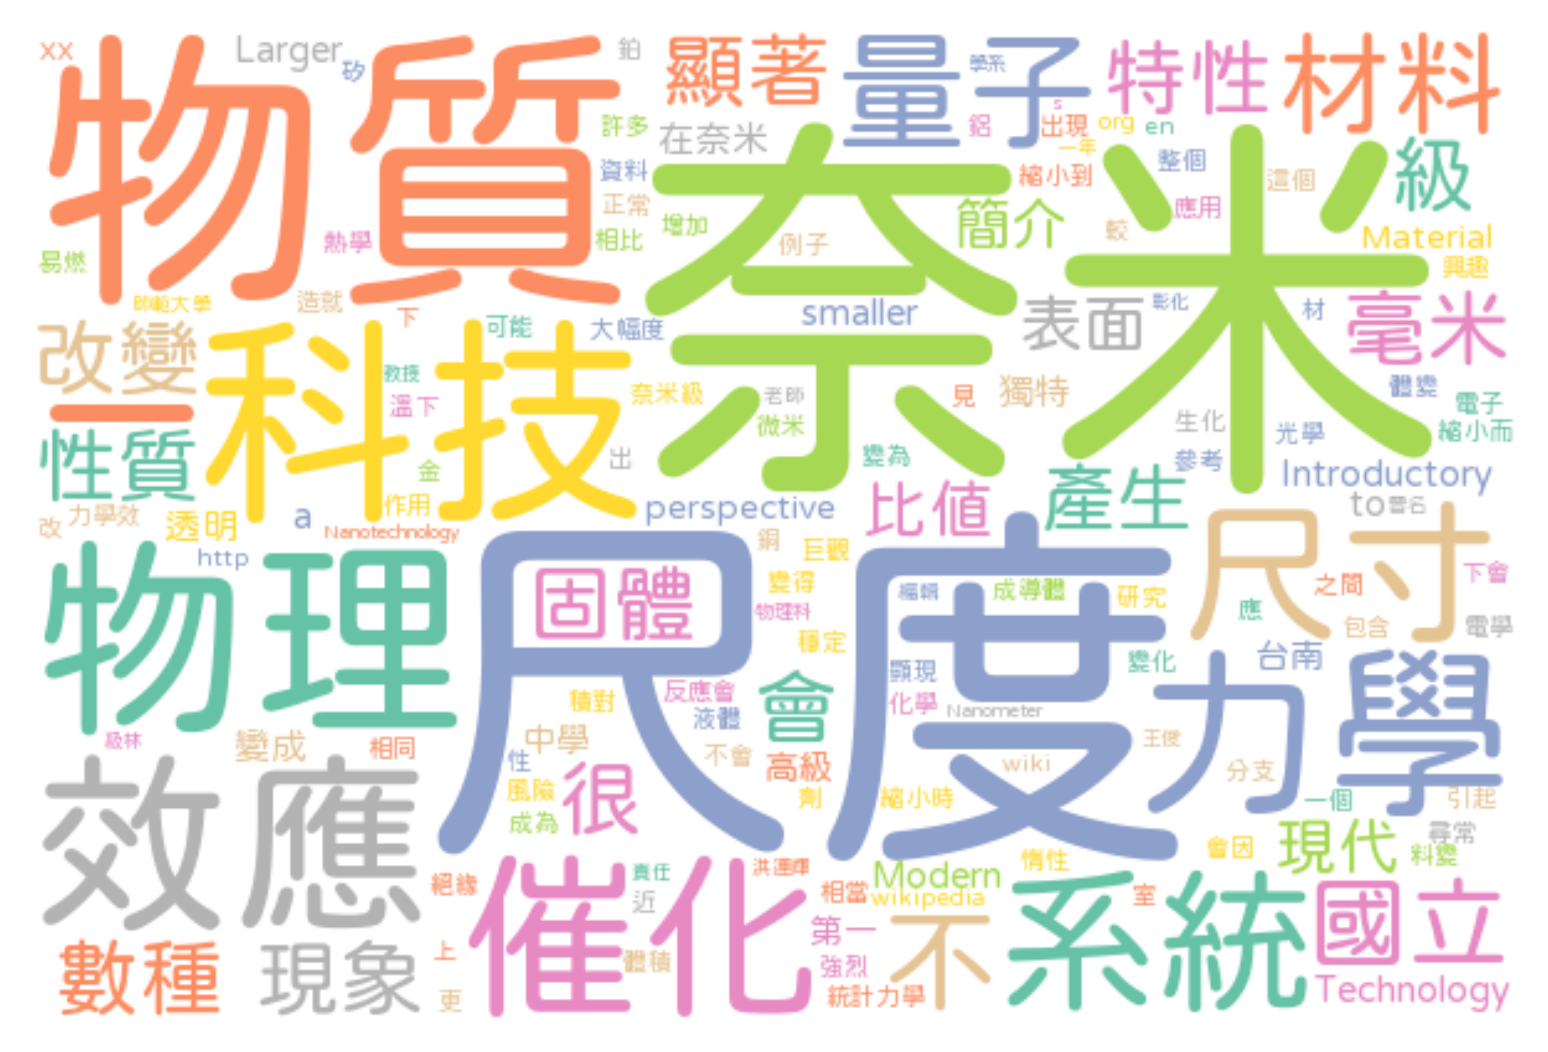 xx
Larger
矽
鉑
物質
顯著
量子
學系
特性
材料
s
許多
在奈米
鋁
出現
org
en
一年
奈米
級
資料
縮小到
整個
這個
正常
增加
相比
簡介
應用
較
熱學
例子
Material
易燃
興趣
師範大學
造就
下
可能
大幅度
smaller
表面
彰化
材
毫米
改變
科技
教授
溫下
奈米級
老師
見
獨特
體變
電子
一
性質
微米
生化
光學
縮小而
金
出
變為
參考
產生
Introductory
作用
perspective
比值
to
改
力學效
透明
a
Nanotechnology
尺寸
http
銅
巨觀
物理
尺度
固體
變得
編輯
成導體
研究
之間
下會
物理科
應
包含
電學
穩定
變化
台南
力學
顯現
積對
反應會
會
化學
Nanometer
液體
級林
變成
相同
中學
不會
高級
性
wiki
王俊
分支
效應
風險
很
劑
縮小時
一個
引起
成為
現代
尋常
會因
料變
惰性
絕緣
催化
責任
洪連輝
相當
Modern
wikipedia
系統
室
國立
近
第一
不
數種
現象
上
體積
強烈
更
統計力學
Technology